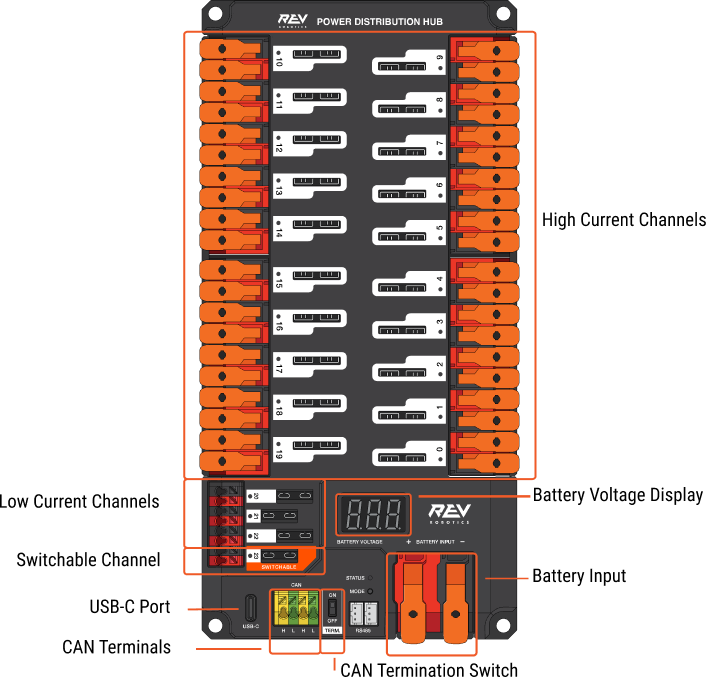 REV
ROBOTICS
POWER DISTRIBUTION HUB
10
9
11
8
12
7
13
6
14
5
High Current Channels
15
4
16
3
17
2
18
1
19
0
Low Current Channels
20
21
22
Battery Voltage Display
REV
ROBOTICS
BATTERY VOLTAGE
+ BATTERY INPUT −
Switchable Channel
23
SWITCHABLE
Battery Input
STATUS
MODE
CAN
ON
OFF
TERM.
H L H L
RS485
USB-C Port
USB-C
CAN Terminals
CAN Termination Switch